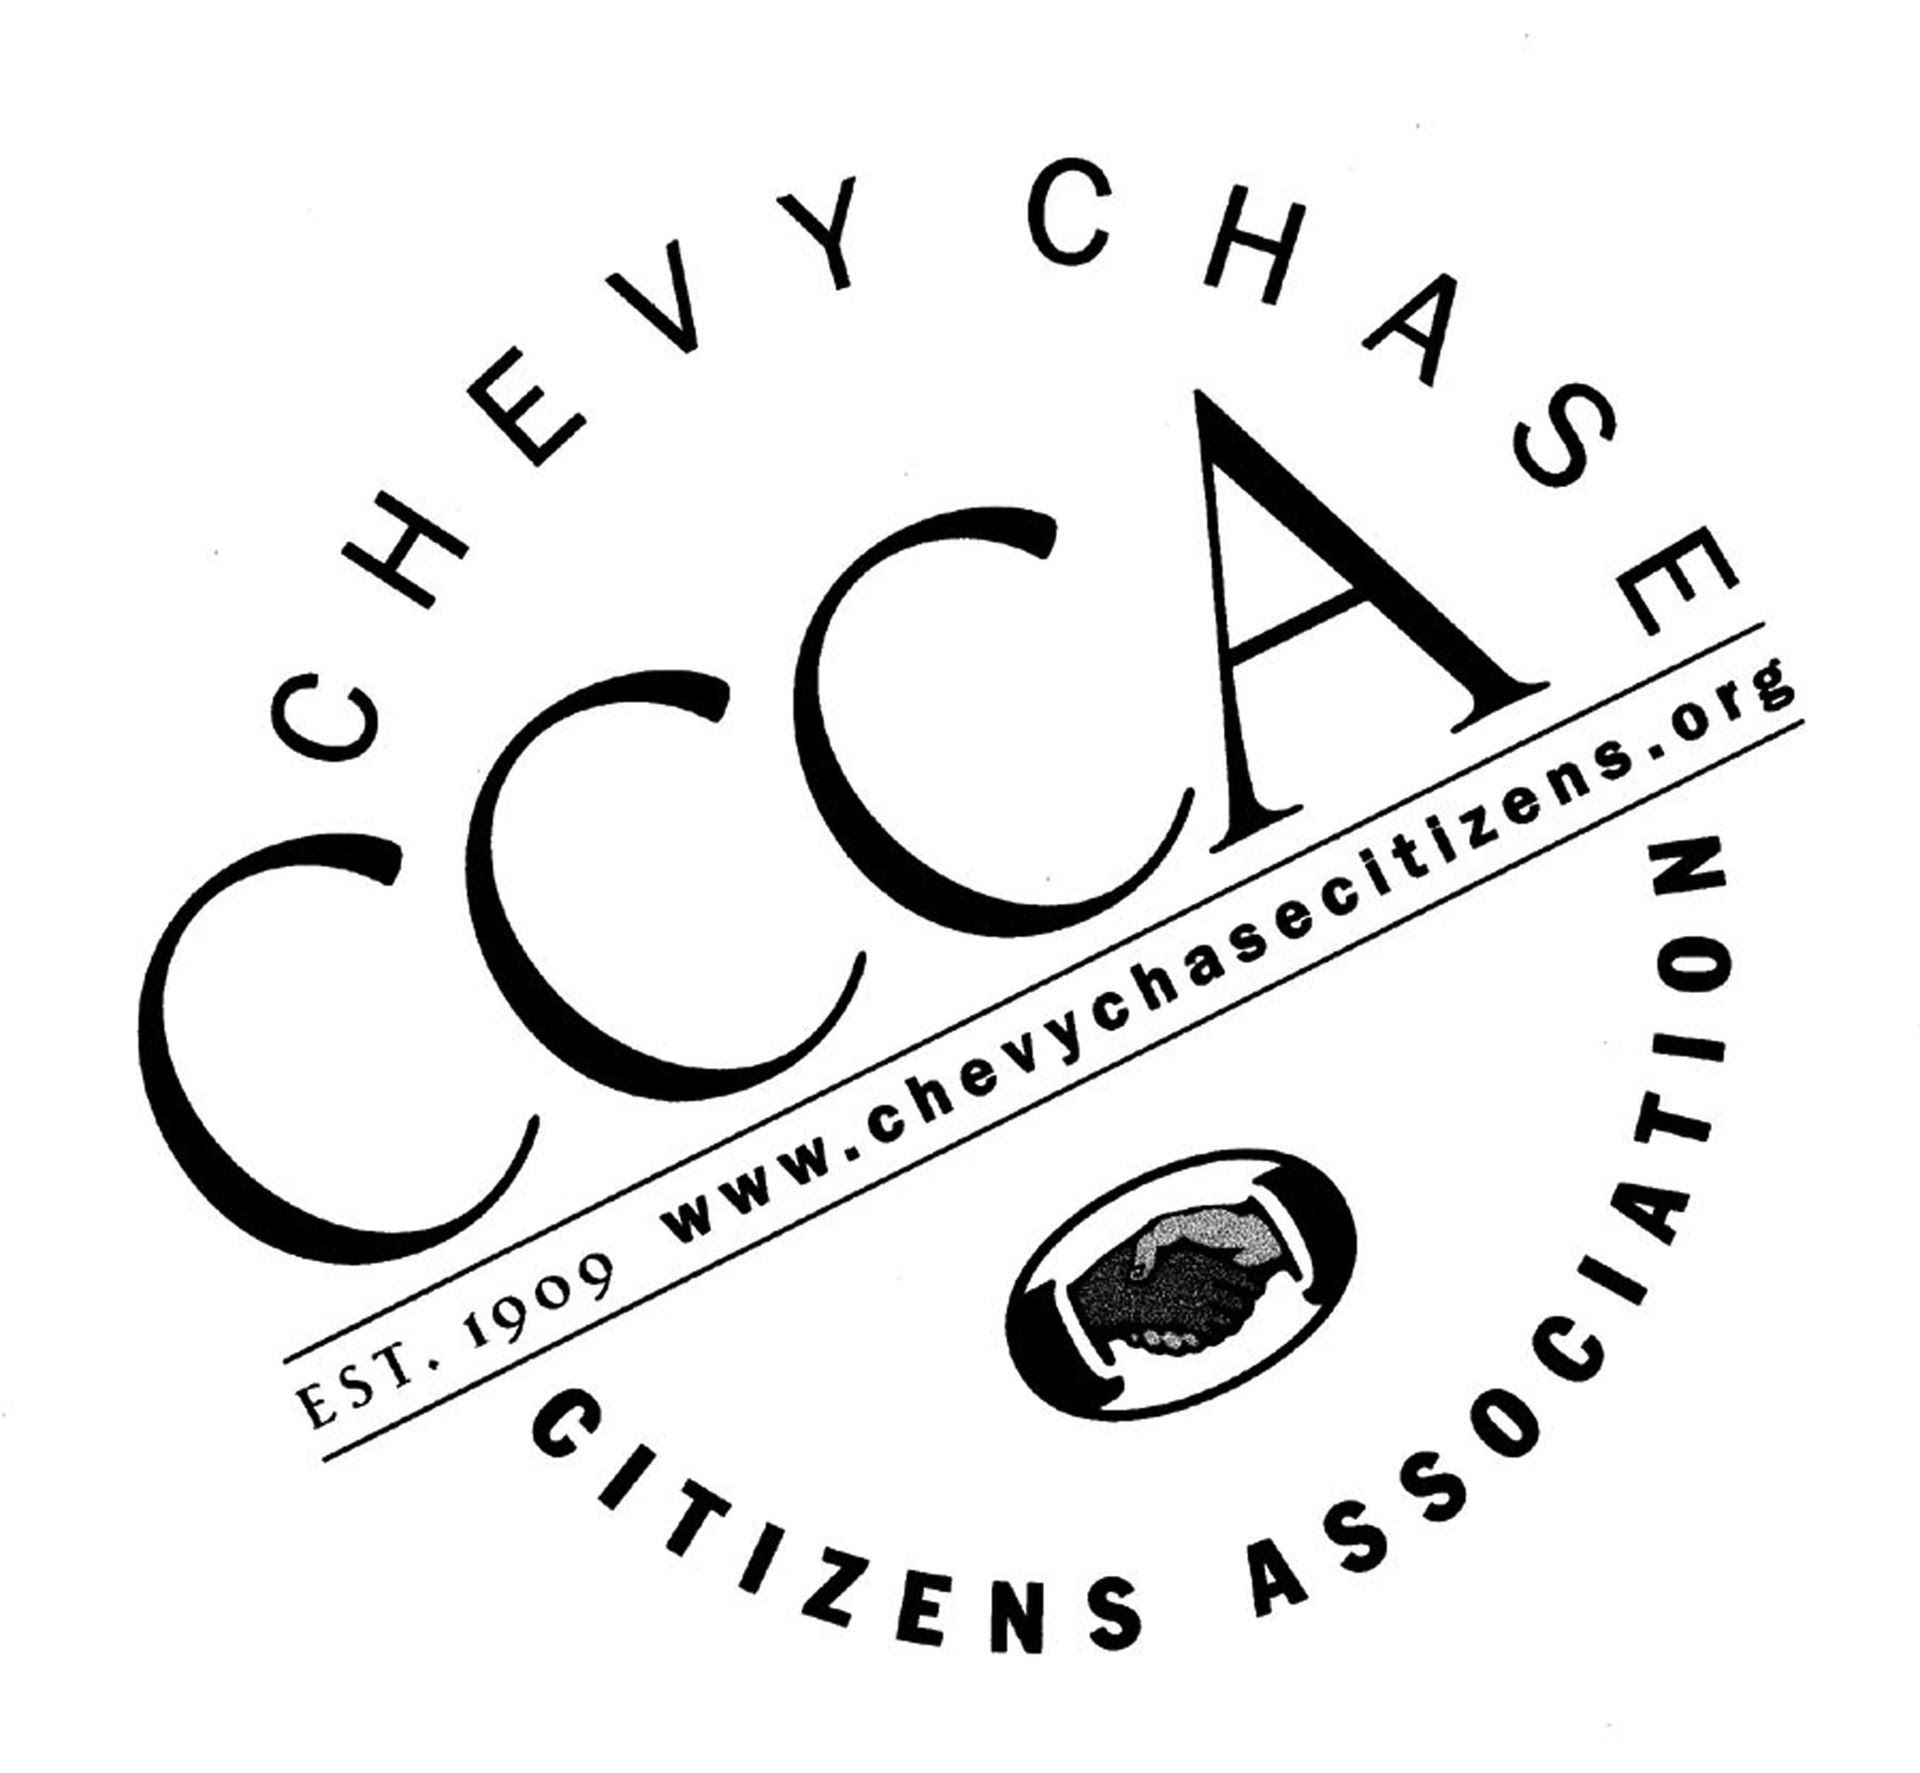 CHEVY CHASE
CCCA
EST. 1909 www.chevychasecitizens.org
CITIZENS ASSOCIATION